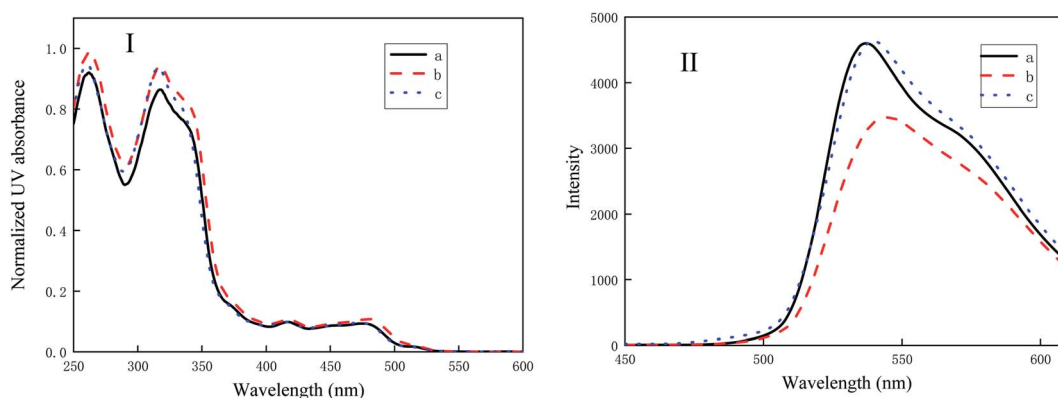 I
a
b
c
1.0
0.8
0.6
0.4
0.2
0.0
250 300 350 400 450 500 550 600
Wavelength (nm)
Normalized UV absorbance
II
a
b
c
5000
4000
3000
2000
1000
0
450 500 550 600
Wavelength (nm)
Intensity